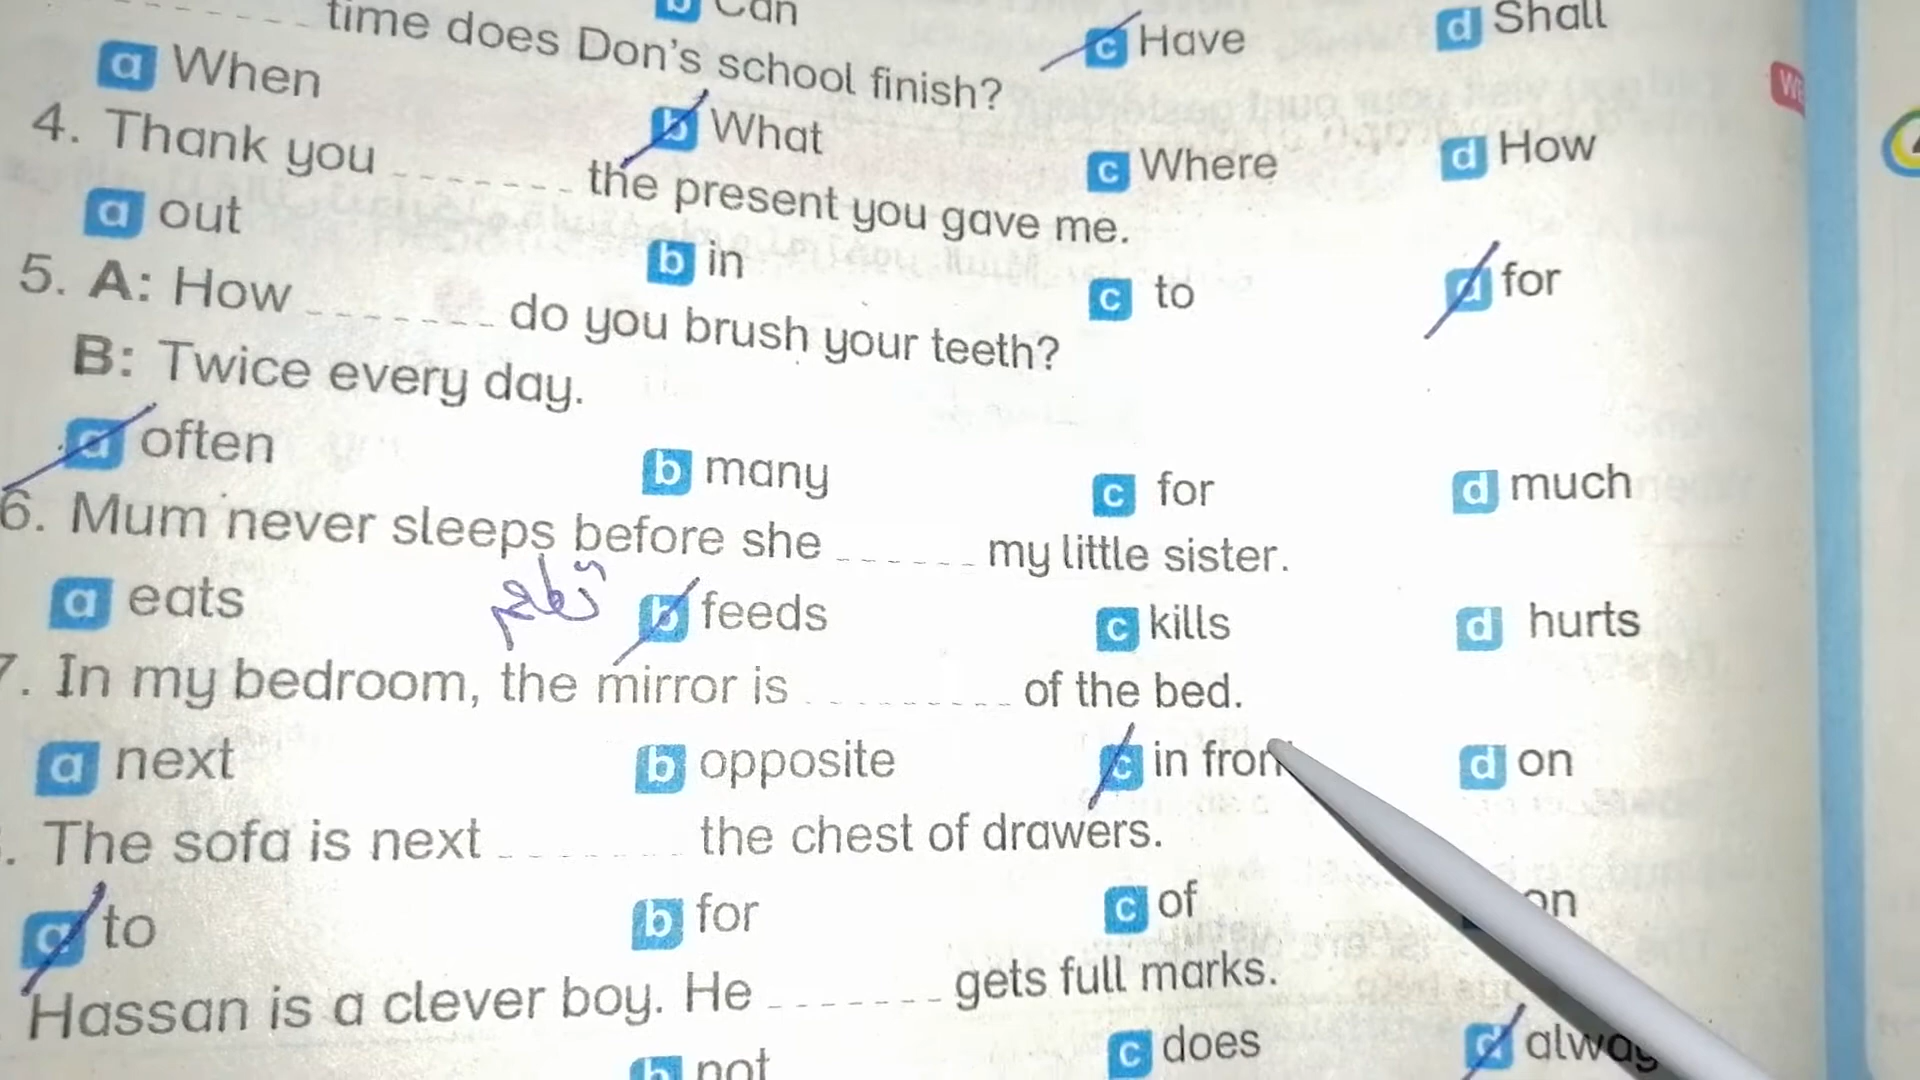 b Can
c Have
d Shall
time does Don's school finish?
a When
b What
c Where
d How
4. Thank you ------- the present you gave me.
a out
b in
c to
d for
5. A: How ------- do you brush your teeth?
B: Twice every day.
a often
b many
c for
d much
6. Mum never sleeps before she ------ my little sister.
تطعم
a eats
b feeds
c kills
d hurts
7. In my bedroom, the mirror is -------- of the bed.
a next
b opposite
c in fron
d on
. The sofa is next ------- the chest of drawers.
a to
b for
c of
on
Hassan is a clever boy. He ------- gets full marks.
b not
c does
d alway